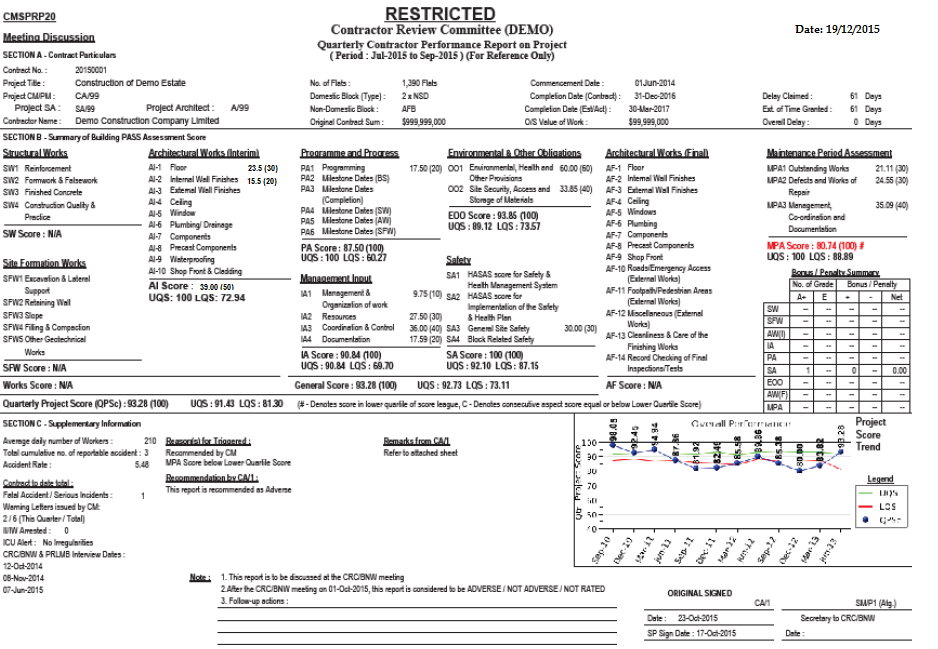 CMSPRP20
RESTRICTED
Contractor Review Committee (DEMO)
Date: 19/12/2015
Meeting Discussion
Quarterly Contractor Performance Report on Project
( Period : Jul-2015 to Sep-2015 ) (For Reference Only)
SECTION A - Contract Particulars
Contract No. : 20150001
Project Title : Construction of Demo Estate No. of Flats : 1,390 Flats Commencement Date : 01Jun-2014
Project CM/PM : CA/99 Domestic Block (Type) : 2 x NSD Completion Date (Contract) : 31-Dec-2016 Delay Claimed : 61 Days
Project SA : SA/99 Project Architect : A/99 Non-Domestic Block : AFB Completion Date (Est/Act) : 30-Mar-2017 Ext. of Time Granted : 61 Days
Contractor Name : Demo Construction Company Limited Original Contract Sum : $999,999,000 O/S Value of Work : $99,999,000 Overall Delay : 0 Days
SECTION B - Summary of Building PASS Assessment Score
Structural Works
SW1 Reinforcement
SW2 Formwork & Falsework
SW3 Finished Concrete
SW4 Construction Quality &
Practice
SW Score : N/A
Site Formation Works
SFW1 Excavation & Lateral
Support
SFW2 Retaining Wall
SFW3 Slope
SFW4 Filling & Compaction
SFW5 Other Geotechnical
Works
SFW Score : N/A
Works Score : N/A
Architectural Works (Interim)
AI-1 Floor 23.5 (30)
AI-2 Internal Wall Finishes 15.5 (20)
AI-3 External Wall Finishes
AI-4 Ceiling
AI-5 Window
AI-6 Plumbing/ Drainage
AI-7 Components
AI-8 Precast Components
AI-9 Waterproofing
AI-10 Shop Front & Cladding
AI Score : 39.00 (50)
UQS: 100 LQS: 72.94
Programme and Progress
PA1 Programming 17.50 (20)
PA2 Milestone Dates (BS)
PA3 Milestone Dates
(Completion)
PA4 Milestone Dates (SW)
PA5 Milestone Dates (AW)
PA6 Milestone Dates (SFW)
PA Score : 87.50 (100)
UQS : 100 LQS : 60.27
Management Input
IA1 Management & 9.75 (10)
Organization of work
IA2 Resources 27.50 (30)
IA3 Coordination & Control 36.00 (40)
IA4 Documentation 17.59 (20)
IA Score : 90.84 (100)
UQS : 90.84 LQS : 69.70
General Score : 93.28 (100) UQS : 92.73 LQS : 73.11
Environmental & Other Obligations
OO1 Environmental, Health and 60.00 (60)
Other Provisions
OO2 Site Security, Access and 33.85 (40)
Storage of Materials
EOO Score : 93.85 (100)
UQS : 89.12 LQS : 73.57
Safety
SA1 HASAS score for Safety &
Health Management System
SA2 HASAS score for
Implementation of the Safety
& Health Plan
SA3 General Site Safety 30.00 (30)
SA4 Block Related Safety
SA Score : 100 (100)
UQS : 92.10 LQS : 87.15
Architectural Works (Final)
AF-1 Floor
AF-2 Internal Wall Finishes
AF-3 External Wall Finishes
AF-4 Ceiling
AF-5 Windows
AF-6 Plumbing
AF-7 Components
AF-8 Precast Components
AF-9 Shop Front
AF-10 Roads/Emergency Access
(External Works)
AF-11 Footpath/Pedestrian Areas
(External Works)
AF-12 Miscellaneous (External
Works)
AF-13 Cleanliness & Care of the
Finishing Works
AF-14 Record Checking of Final
Inspections/Tests
AF Score : N/A
Maintenance Period Assessment
MPA1 Outstanding Works 21.11 (30)
MPA2 Defects and Works of 24.55 (30)
Repair
MPA3 Management, 35.09 (40)
Co-ordination and
Documentation
MPA Score : 80.74 (100) #
UQS : 100 LQS : 88.89
Bonus / Penalty Summary
No. of Grade Bonus / Penalty
A+ E + - Net
SW -- -- -- -- --
SFW -- -- -- -- --
AW(I) -- -- -- -- --
IA -- -- -- -- --
PA -- -- -- -- --
SA 1 -- 0 -- 0.00
EOO -- -- -- -- --
AW(F) -- -- -- -- --
MPA -- -- -- -- --
Quarterly Project Score (QPSc) : 93.28 (100) UQS : 91.43 LQS : 81.30 (# - Denotes score in lower quartile of score league, C - Denotes consecutive aspect score equal or below Lower Quartile Score)
SECTION C - Supplementary Information
Average daily number of Workers : 210
Total cumulative no. of reportable accident : 3
Accident Rate : 5.48
Contract to date total :
Fatal Accident / Serious Incidents : 1
Warning Letters issued by CM:
2 / 6 (This Quarter / Total)
II/IW Arrested : 0
ICU Alert : No Irregularities
CRC/BNW & PRLMB Interview Dates :
12-Oct-2014
08-Nov-2014
07-Jun-2015
Reason(s) for Triggered :
Recommended by CM
MPA Score below Lower Quartile Score
Recommendation by CA/1 :
This report is recommended as Adverse
Remarks from CA/1
Refer to attached sheet
Overall Performance
Qtr. Project Score
100
90
80
70
60
50
40
98.05 92.45 94.94 87.86 81.92 82.49 85.58 89.86 85.38 80.00 83.82 93.28
Sep-10 Dec-10 Mar-11 Jun-11 Sep-11 Dec-11 Mar-12 Jun-12 Sep-12 Dec-12 Mar-13 Jun-13
Project
Score
Trend
Legend
UQS
LQS
QPSc
Note : 1. This report is to be discussed at the CRC/BNW meeting
2.After the CRC/BNW meeting on 01-Oct-2015, this report is considered to be ADVERSE / NOT ADVERSE / NOT RATED
3. Follow-up actions :
ORIGINAL SIGNED
CA/1 SM/P1 (Atg.)
Date : 23-Oct-2015 Secretary to CRC/BNW
SP Sign Date : 17-Oct-2015 Date :